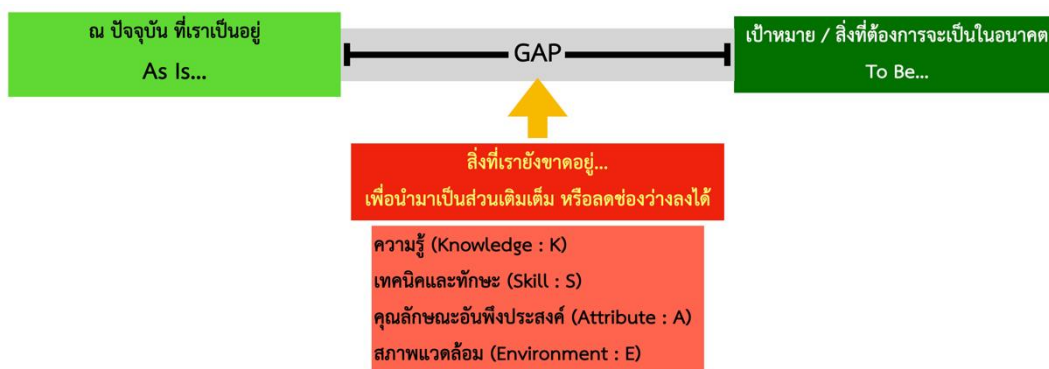 ณ ปัจจุบัน ที่เราเป็นอยู่
As Is...
GAP
เป้าหมาย / สิ่งที่ต้องการจะเป็นในอนาคต
To Be...
สิ่งที่เรายังขาดอยู่...
เพื่อนำมาเป็นส่วนเติมเต็ม หรือลดช่องว่างลงได้
ความรู้ (Knowledge : K)
เทคนิคและทักษะ (Skill : S)
คุณลักษณะอันพึงประสงค์ (Attribute : A)
สภาพแวดล้อม (Environment : E)